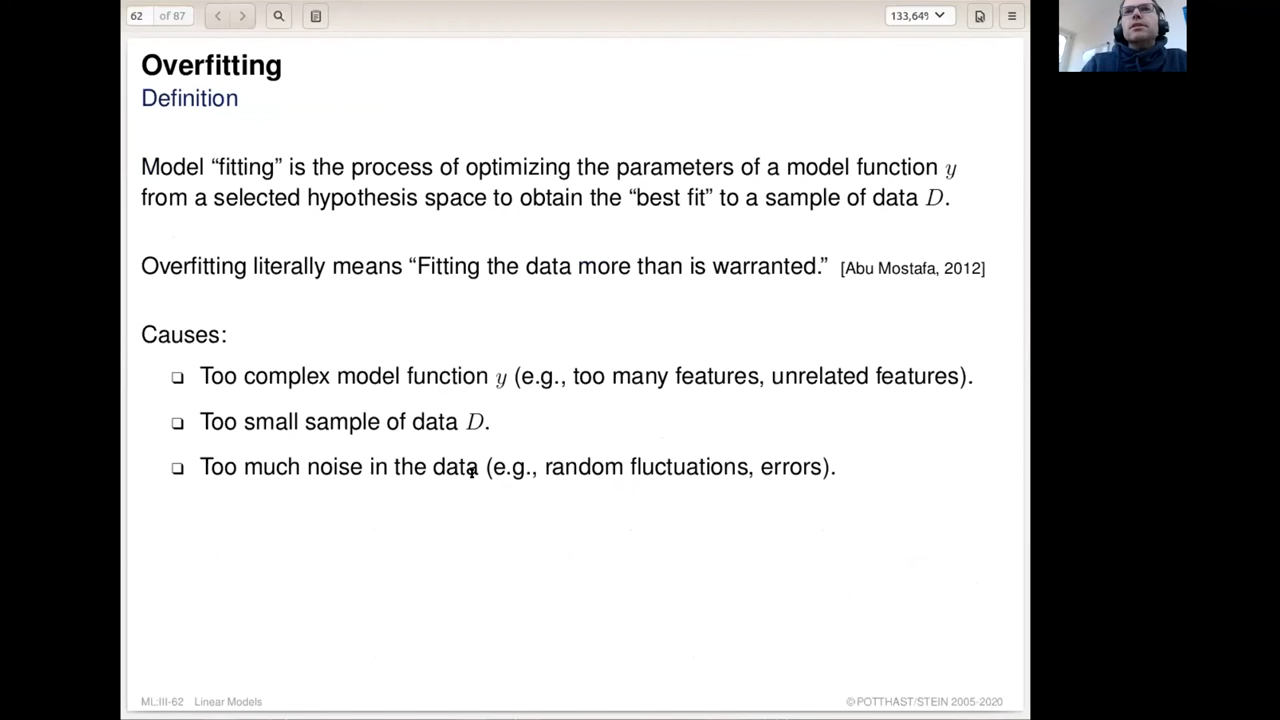 62 of 87
133,64%
Overfitting
Definition
Model “fitting” is the process of optimizing the parameters of a model function y
from a selected hypothesis space to obtain the “best fit” to a sample of data D.
Overfitting literally means “Fitting the data more than is warranted.” [Abu Mostafa, 2012]
Causes:
❑ Too complex model function y (e.g., too many features, unrelated features).
❑ Too small sample of data D.
❑ Too much noise in the data (e.g., random fluctuations, errors).
ML:III-62 Linear Models
© POTTHAST/STEIN 2005-2020